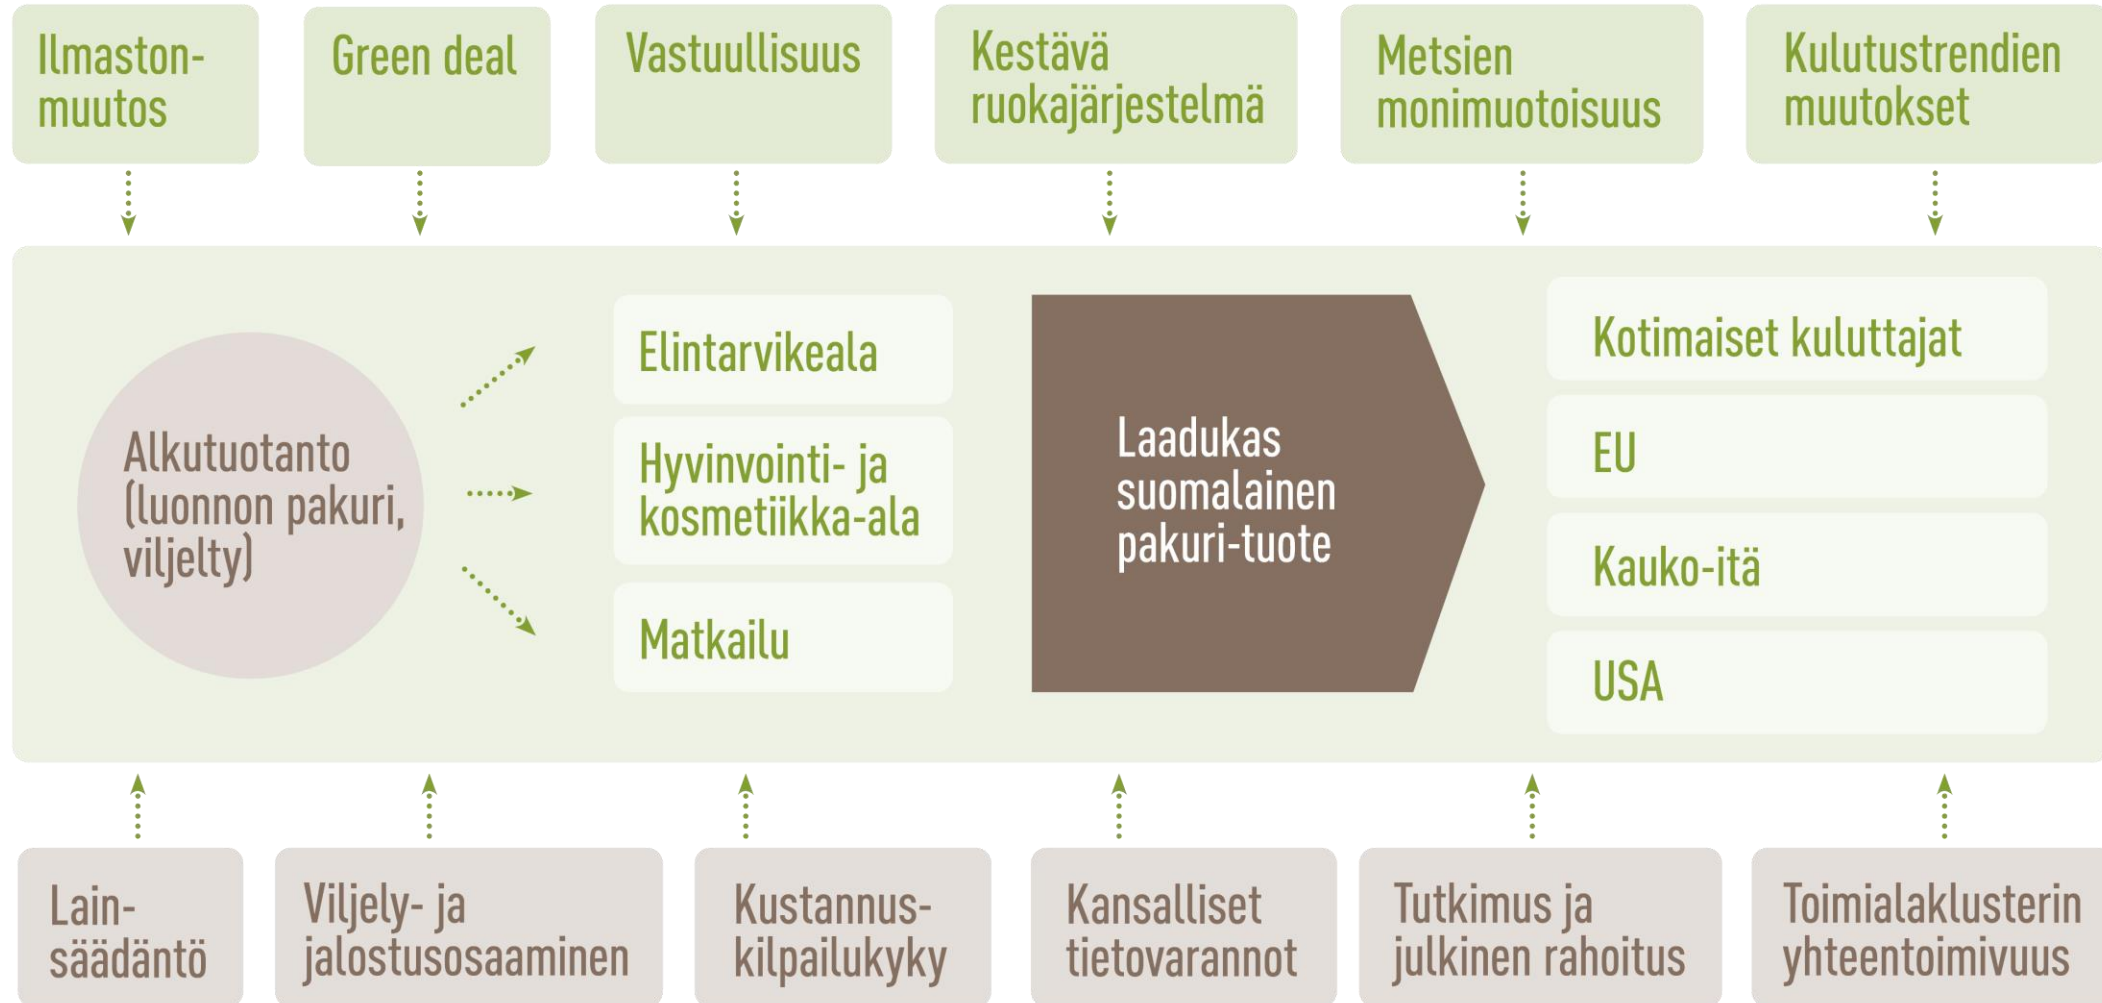 Ilmaston-
muutos
Green deal
Vastuullisuus
Kestävä
ruokajärjestelmä
Metsien
monimuotoisuus
Kulutustrendien
muutokset
Alkutuotanto
(luonnon pakuri,
viljelty)
Elintarvikeala
Hyvinvointi- ja
kosmetiikka-ala
Matkailu
Laadukas
suomalainen
pakuri-tuote
Kotimaiset kuluttajat
EU
Kauko-itä
USA
Lain-
säädäntö
Viljely- ja
jalostusosaaminen
Kustannus-
kilpailukyky
Kansalliset
tietovarannot
Tutkimus ja
julkinen rahoitus
Toimialaklusterin
yhteentoimivuus